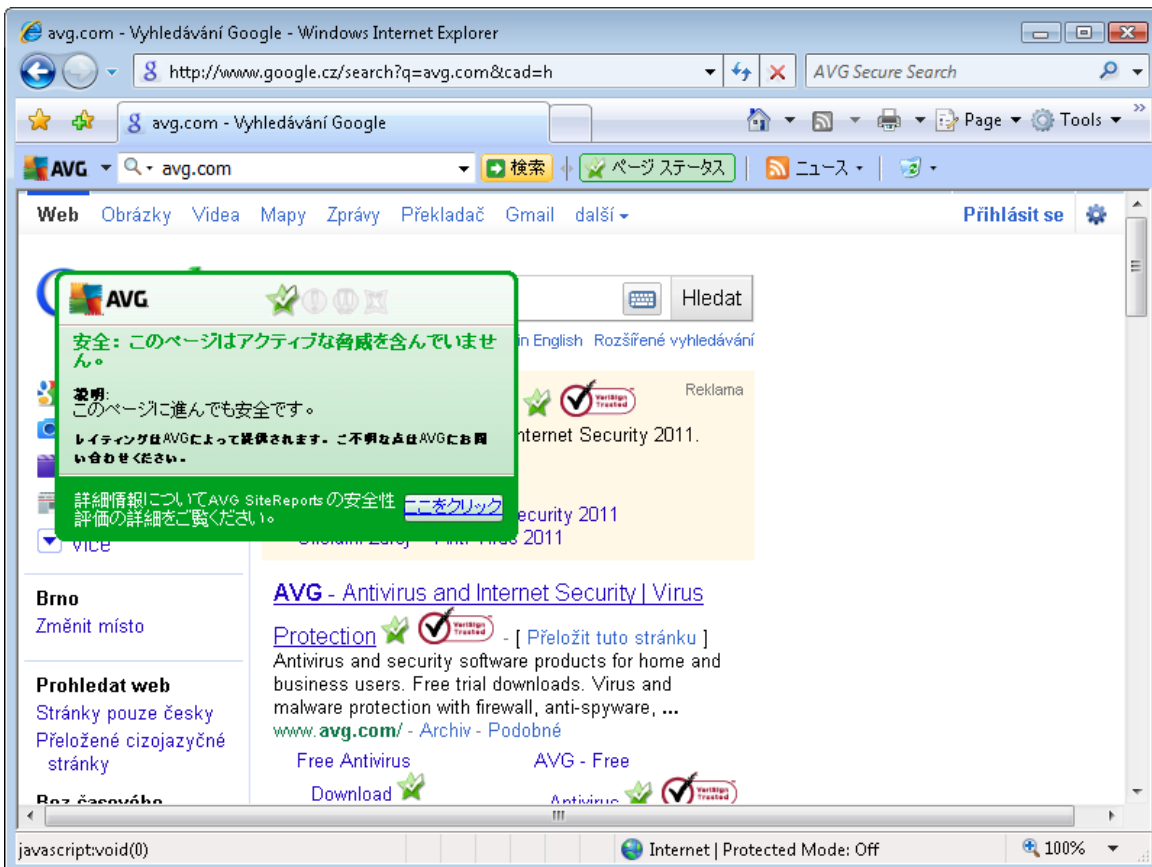 avg.com - Vyhledávání Google - Windows Internet Explorer
http://www.google.cz/search?q=avg.com&cad=h
AVG Secure Search
avg.com - Vyhledávání Google
Page
Tools
AVG
avg.com
検索
ページ ステータス
ニュース
Web Obrázky Videa Mapy Zprávy Překladač Gmail další
Přihlásit se
AVG
Hledat
安全: このページはアクティブな脅威を含んでいませ
ん。
説明:
このページに進んでも安全です。
レイティングはAVGによって提供されます。ご不明な点はAVGにお問
い合わせください。
詳細情報についてAVG SiteReportsの安全性
評価の詳細をご覧ください。
ここをクリック
in English Rozšířené vyhledávání
VeriSign
Trusted
Reklama
nternet Security 2011.
ecurity 2011
2011
Více
Brno
Změnit místo
Prohledat web
Stránky pouze česky
Přeložené cizojazyčné
stránky
Bez časového
AVG - Antivirus and Internet Security | Virus
Protection
VeriSign
Trusted
- [ Přeložit tuto stránku ]
Antivirus and security software products for home and
business users. Free trial downloads. Virus and
malware protection with firewall, anti-spyware, ...
www.avg.com/ - Archiv - Podobné
Free Antivirus
Download
AVG - Free
Antivirus
VeriSign
Trusted
javascript:void(0)
Internet | Protected Mode: Off
100%